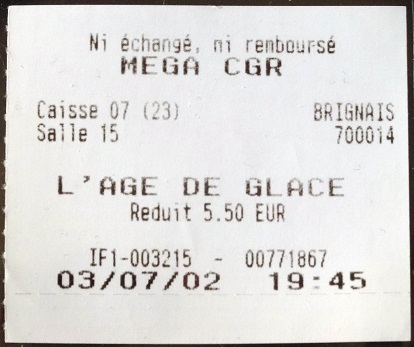 Ni échangé, ni remboursé
MEGA CGR
Caisse 07 (23) BRIGNAIS
Salle 15 700014
L'AGE DE GLACE
Reduit 5.50 EUR
IF1-003215 - 00771867
03/07/02 19:45